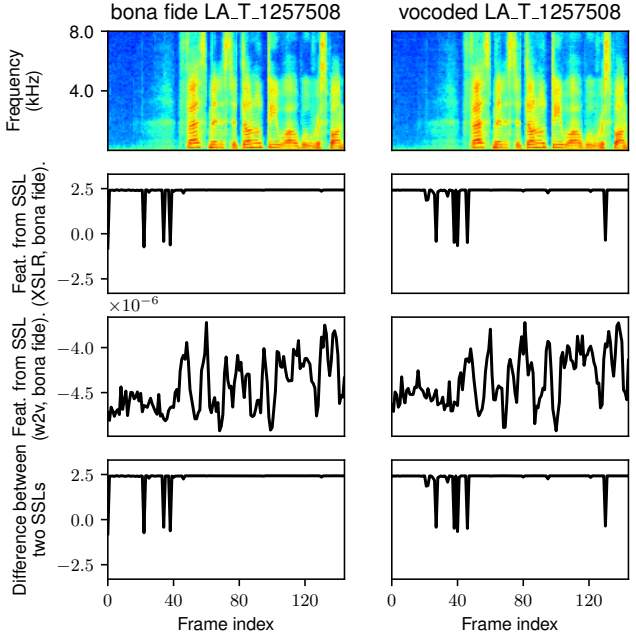 bona fide LA_T_1257508
vocoded LA_T_1257508
Frequency
(kHz)
8.0
4.0
Feat. from SSL
(XSLR, bona fide).
2.5
0.0
−2.5
×10⁻⁶
Feat. from SSL
(w2v, bona fide).
−4.0
−4.5
Difference between
two SSLs
2.5
0.0
−2.5
0 40 80 120
0 40 80 120
Frame index
Frame index